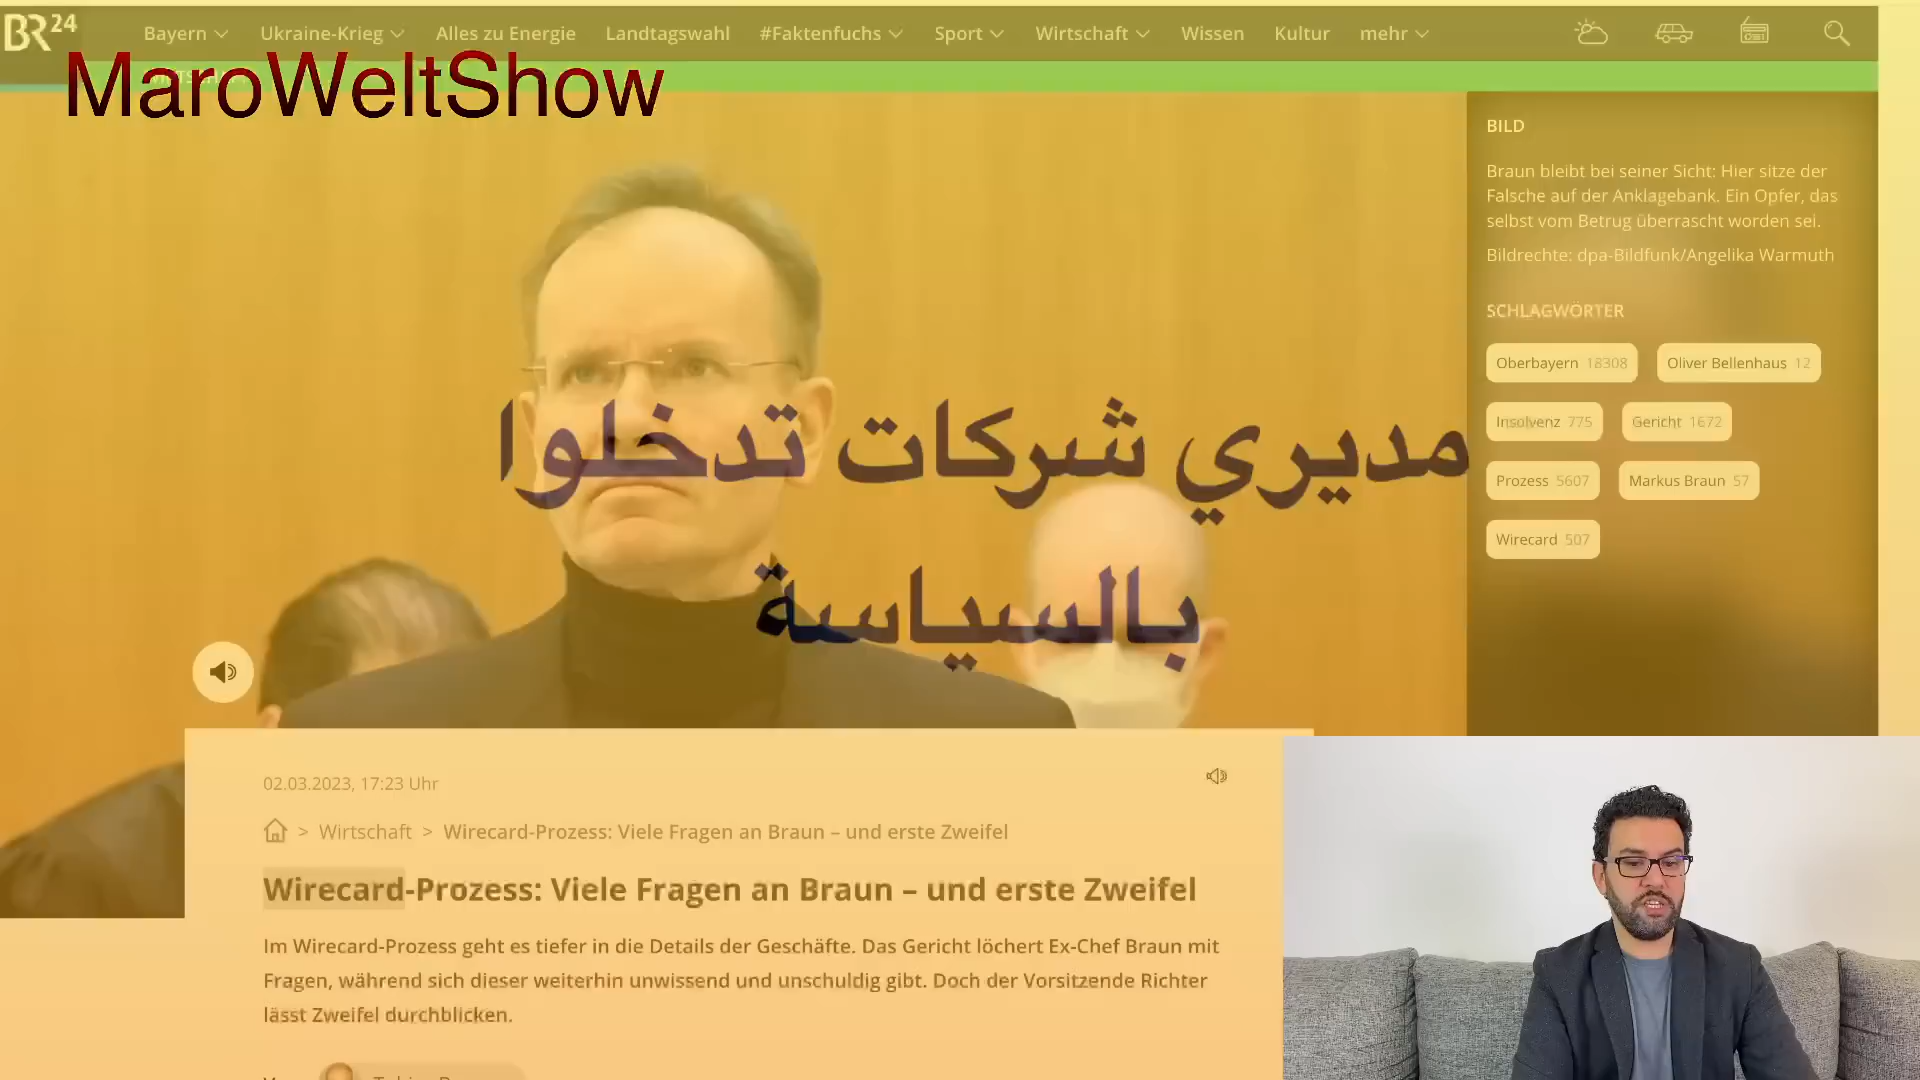 BR24
Bayern
Ukraine-Krieg
Alles zu Energie
Landtagswahl
#Faktenfuchs
Sport
Wirtschaft
Wissen
Kultur
mehr
MaroWeltShow
BILD
Braun bleibt bei seiner Sicht: Hier sitze der
Falsche auf der Anklagebank. Ein Opfer, das
selbst vom Betrug überrascht worden sei.
Bildrechte: dpa-Bildfunk/Angelika Warmuth
SCHLAGWÖRTER
Oberbayern 18308
Oliver Bellenhaus 12
Insolvenz 775
Gericht 1672
Prozess 5607
Markus Braun 57
Wirecard 507
مديري شركات تدخلوا
بالسياسة
02.03.2023, 17:23 Uhr
> Wirtschaft > Wirecard-Prozess: Viele Fragen an Braun – und erste Zweifel
Wirecard-Prozess: Viele Fragen an Braun – und erste Zweifel
Im Wirecard-Prozess geht es tiefer in die Details der Geschäfte. Das Gericht löchert Ex-Chef Braun mit
Fragen, während sich dieser weiterhin unwissend und unschuldig gibt. Doch der Vorsitzende Richter
lässt Zweifel durchblicken.